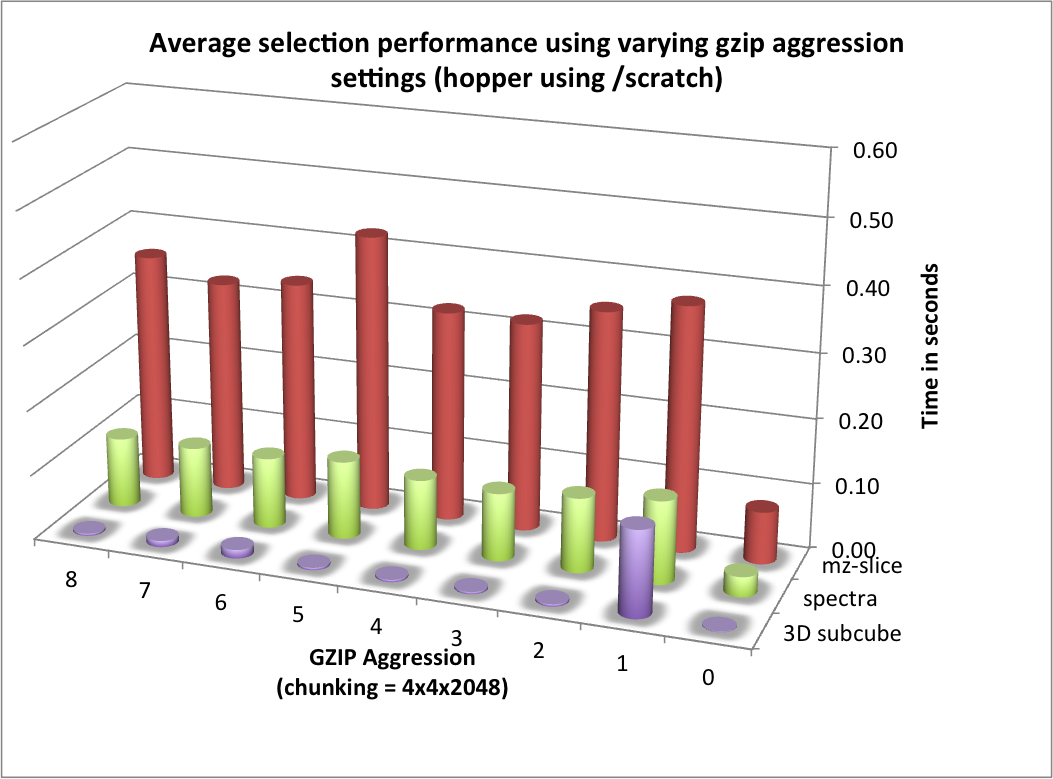 Average selection performance using varying gzip aggression
settings (hopper using /scratch)
0.60
0.50
0.40
0.30
0.20
0.10
0.00
Time in seconds
mz-slice
spectra
3D subcube
8
7
6
5
4
3
2
1
0
GZIP Aggression
(chunking = 4x4x2048)